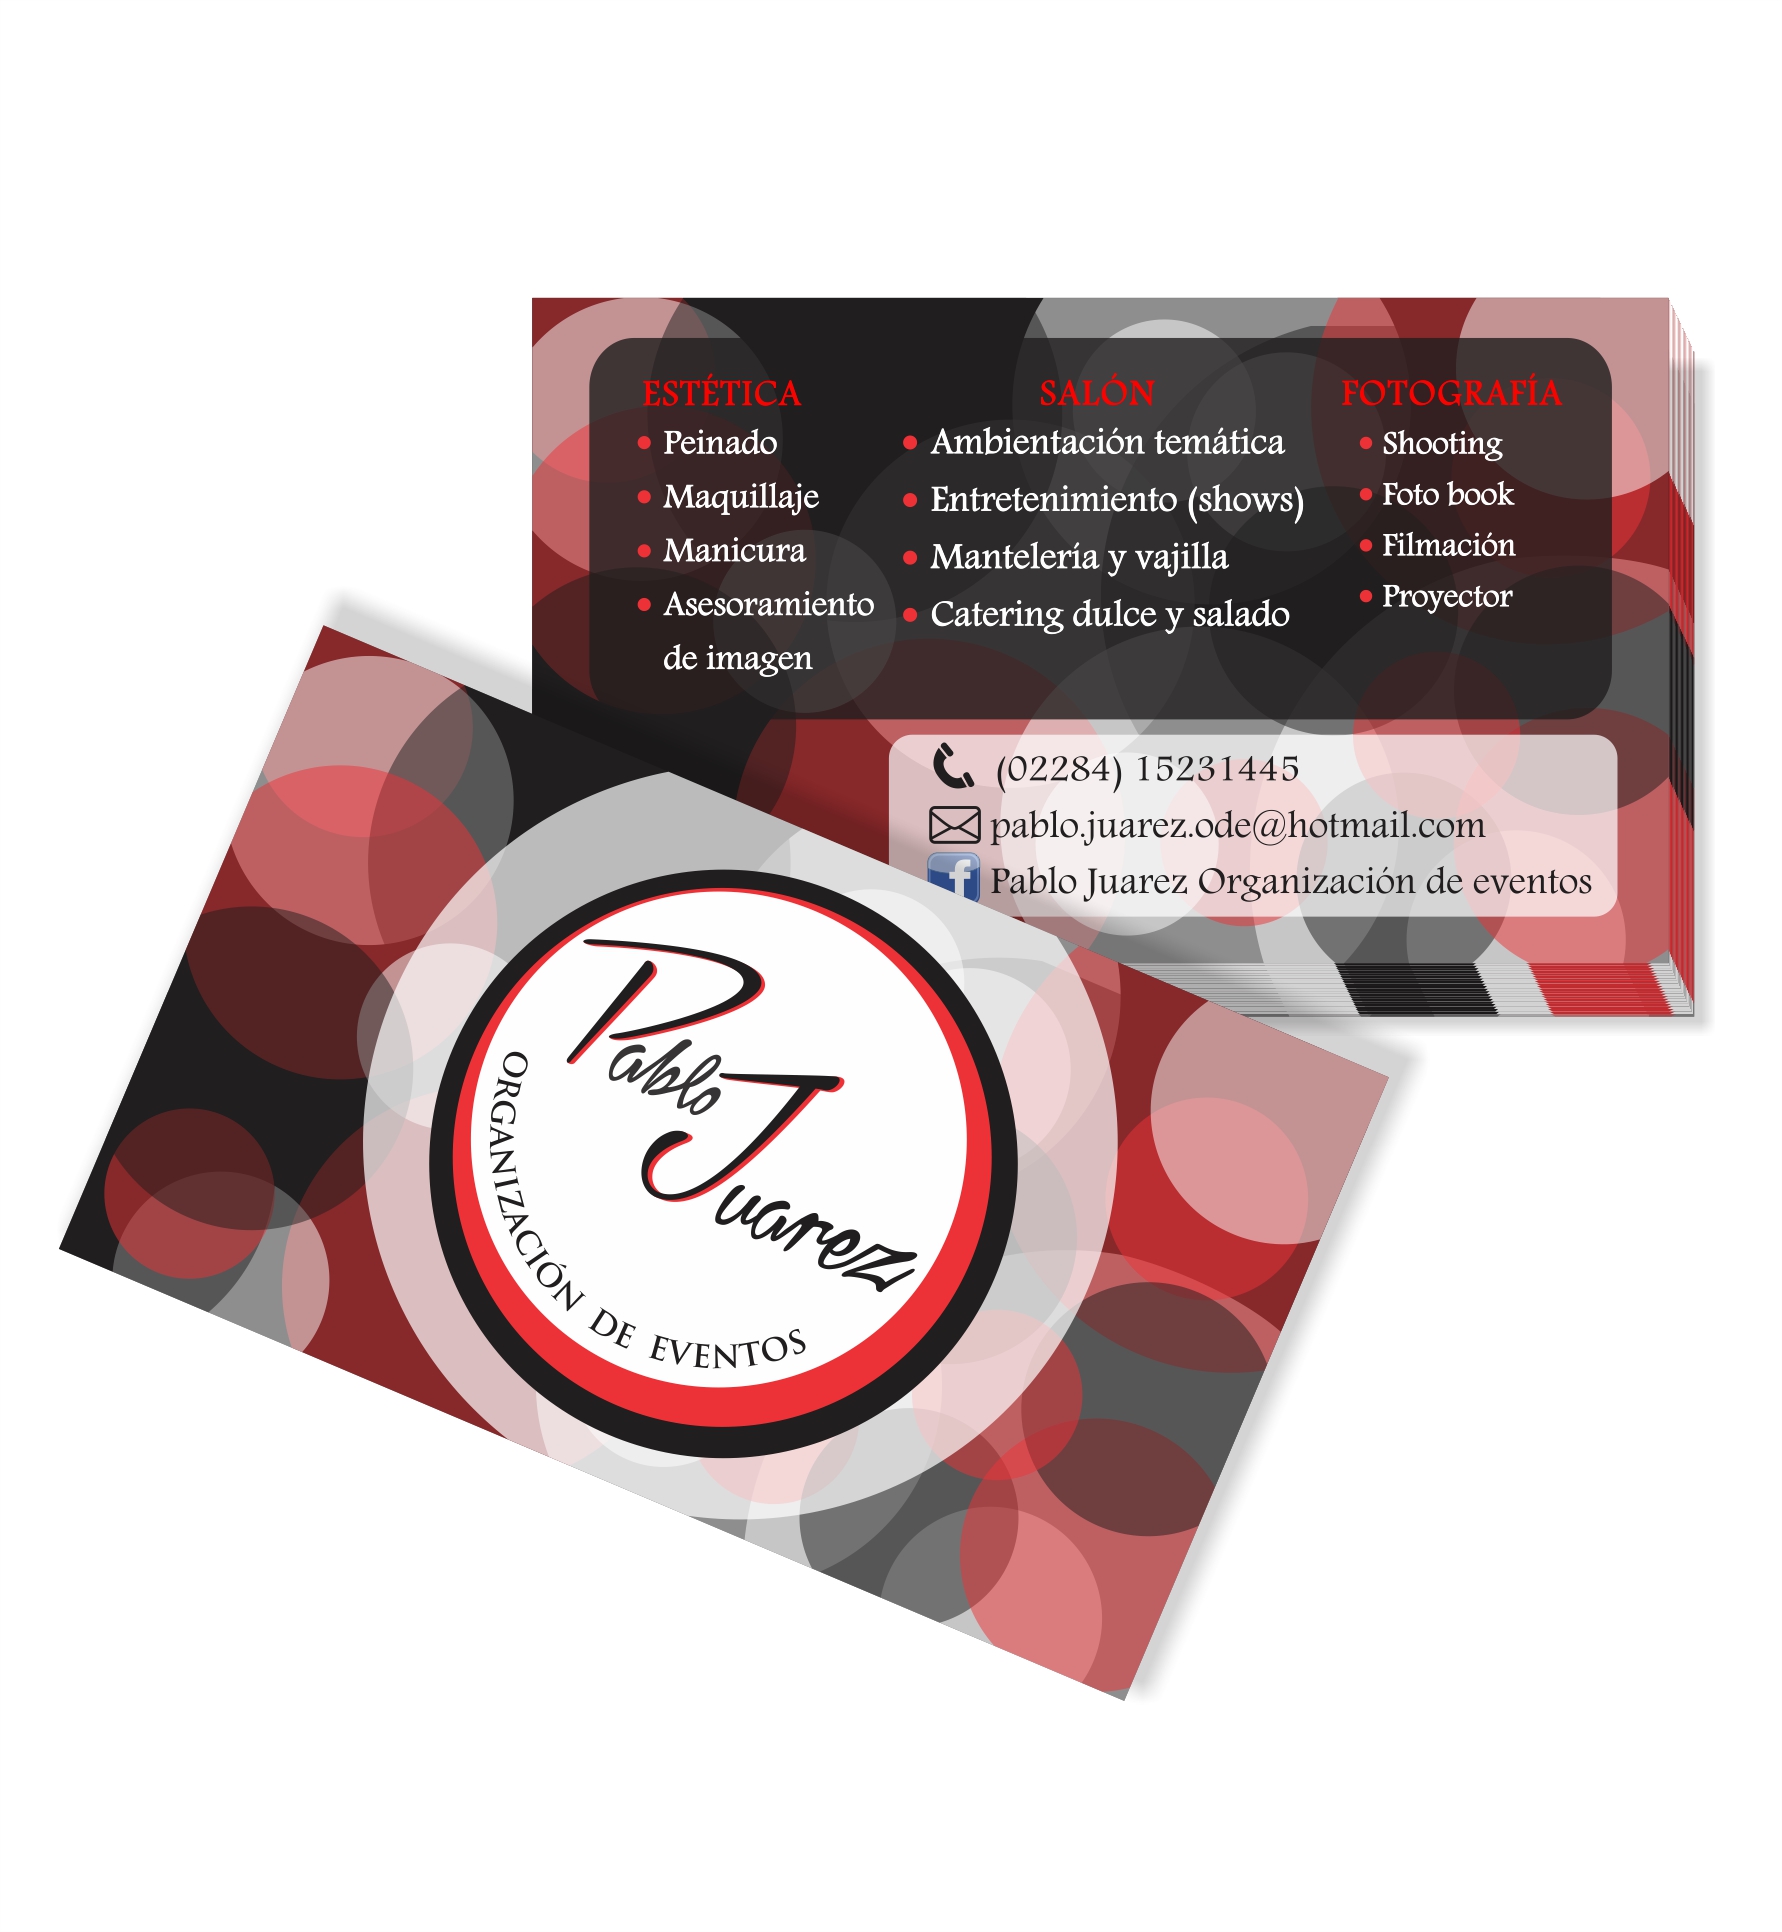 ESTÉTICA
Peinado
Maquillaje
Manicura
Asesoramiento
de imagen
SALÓN
Ambientación temática
Entretenimiento (shows)
Mantelería y vajilla
Catering dulce y salado
FOTOGRAFÍA
Shooting
Foto book
Filmación
Proyector
(02284) 15231445
pablo.juarez.ode@hotmail.com
f Pablo Juarez Organización de eventos
Pablo
Juarez
ORGANIZACIÓN DE EVENTOS